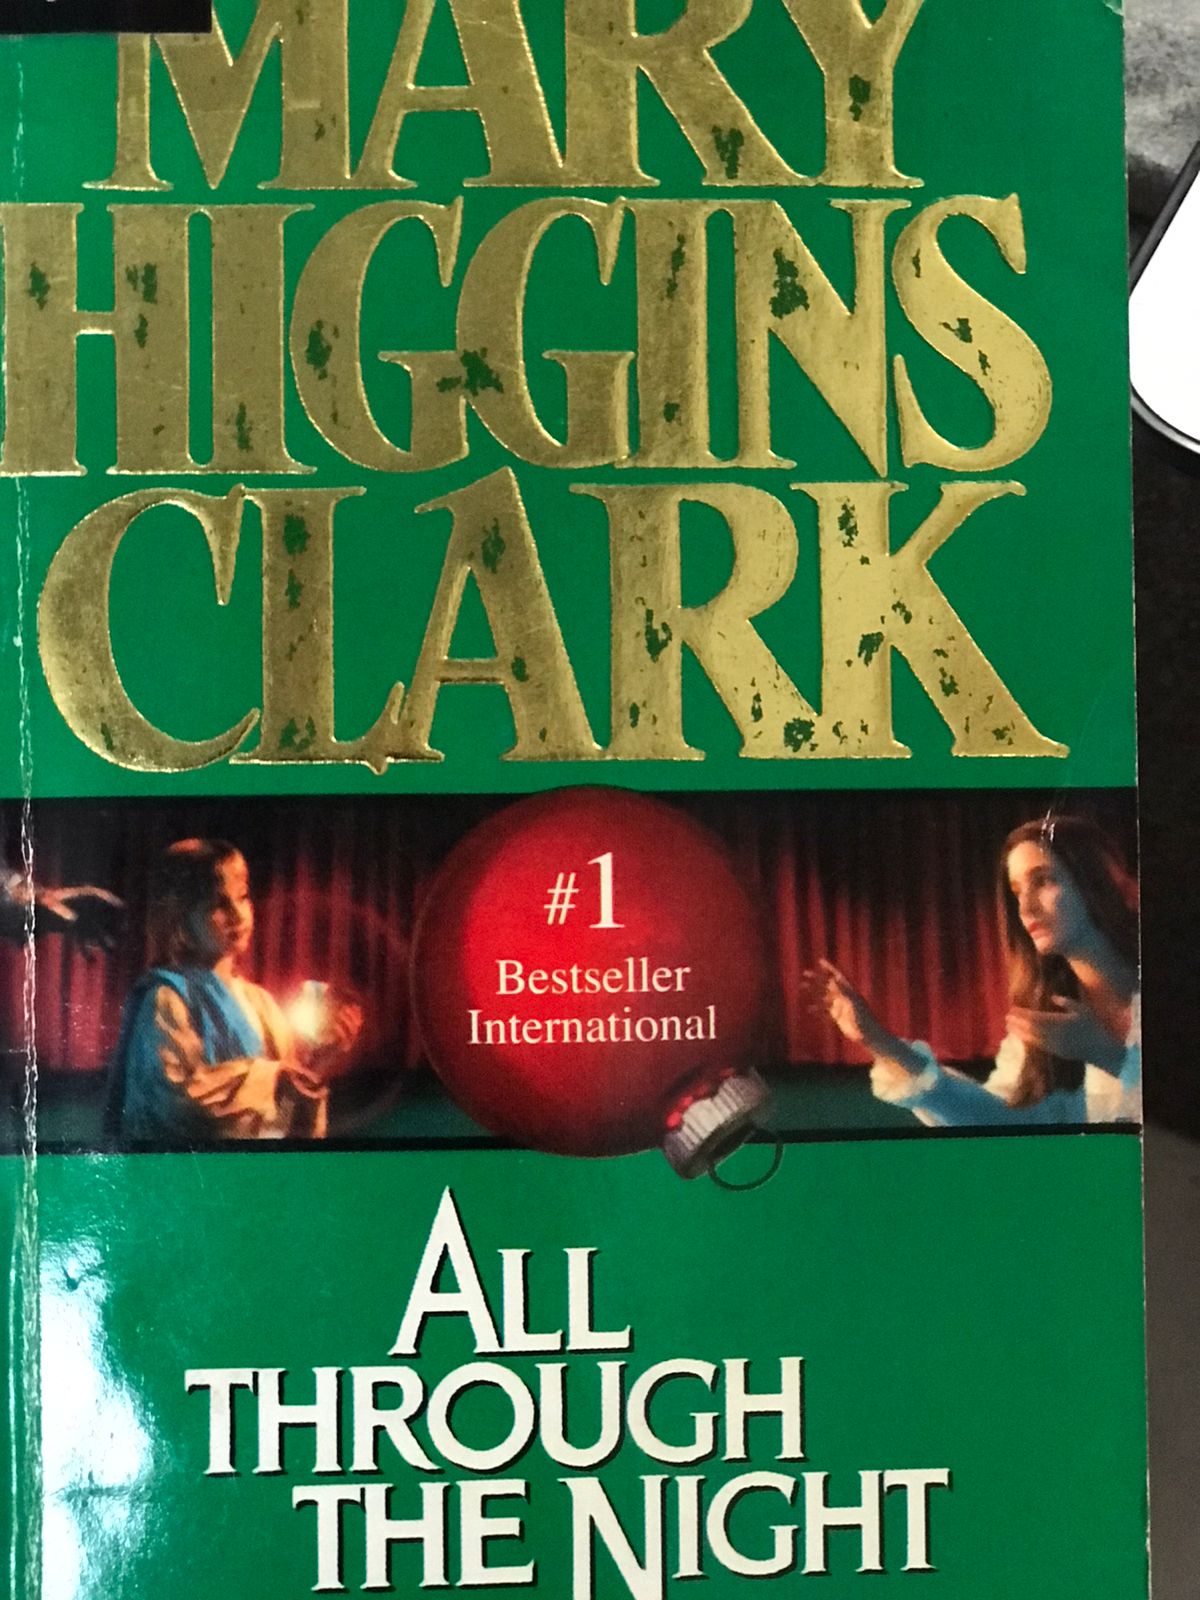 MARY
HIGGINS
CLARK
#1
Bestseller
International
ALL
THROUGH
THE NIGHT